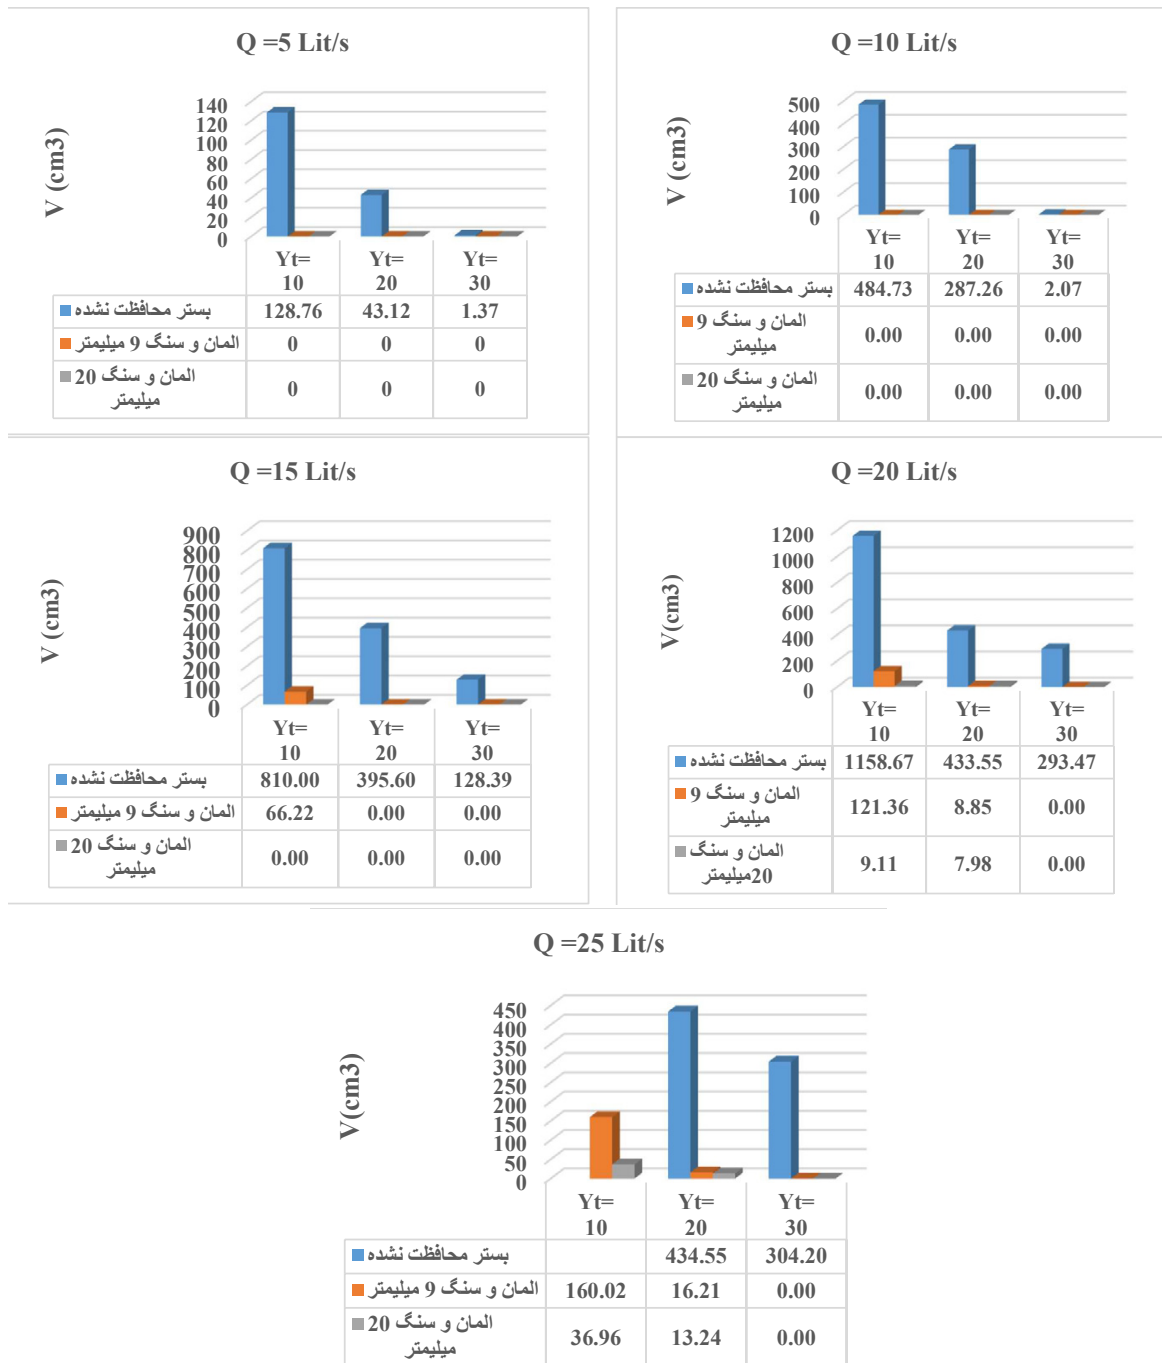 Q =5 Lit/s
V (cm3)
140
120
100
80
60
40
20
0
Yt= 10
Yt= 20
Yt= 30
بستر محافظت نشده 128.76 43.12 1.37
المان و سنگ 9 میلیمتر 0 0 0
المان و سنگ 20
میلیمتر
0 0 0
Q =10 Lit/s
V (cm3)
500
400
300
200
100
0
Yt= 10
Yt= 20
Yt= 30
بستر محافظت نشده 484.73 287.26 2.07
المان و سنگ 9
میلیمتر
0.00 0.00 0.00
المان و سنگ 20
میلیمتر
0.00 0.00 0.00
Q =15 Lit/s
V (cm3)
900
800
700
600
500
400
300
200
100
0
Yt= 10
Yt= 20
Yt= 30
بستر محافظت نشده 810.00 395.60 128.39
المان و سنگ 9 میلیمتر 66.22 0.00 0.00
المان و سنگ 20
میلیمتر
0.00 0.00 0.00
Q =20 Lit/s
V(cm3)
1200
1000
800
600
400
200
0
Yt= 10
Yt= 20
Yt= 30
بستر محافظت نشده 1158.67 433.55 293.47
المان و سنگ 9
میلیمتر
121.36 8.85 0.00
المان و سنگ
20میلیمتر
9.11 7.98 0.00
Q =25 Lit/s
V(cm3)
450
400
350
300
250
200
150
100
50
0
Yt= 10
Yt= 20
Yt= 30
بستر محافظت نشده 434.55 304.20
المان و سنگ 9 میلیمتر 160.02 16.21 0.00
المان و سنگ 20
میلیمتر
36.96 13.24 0.00